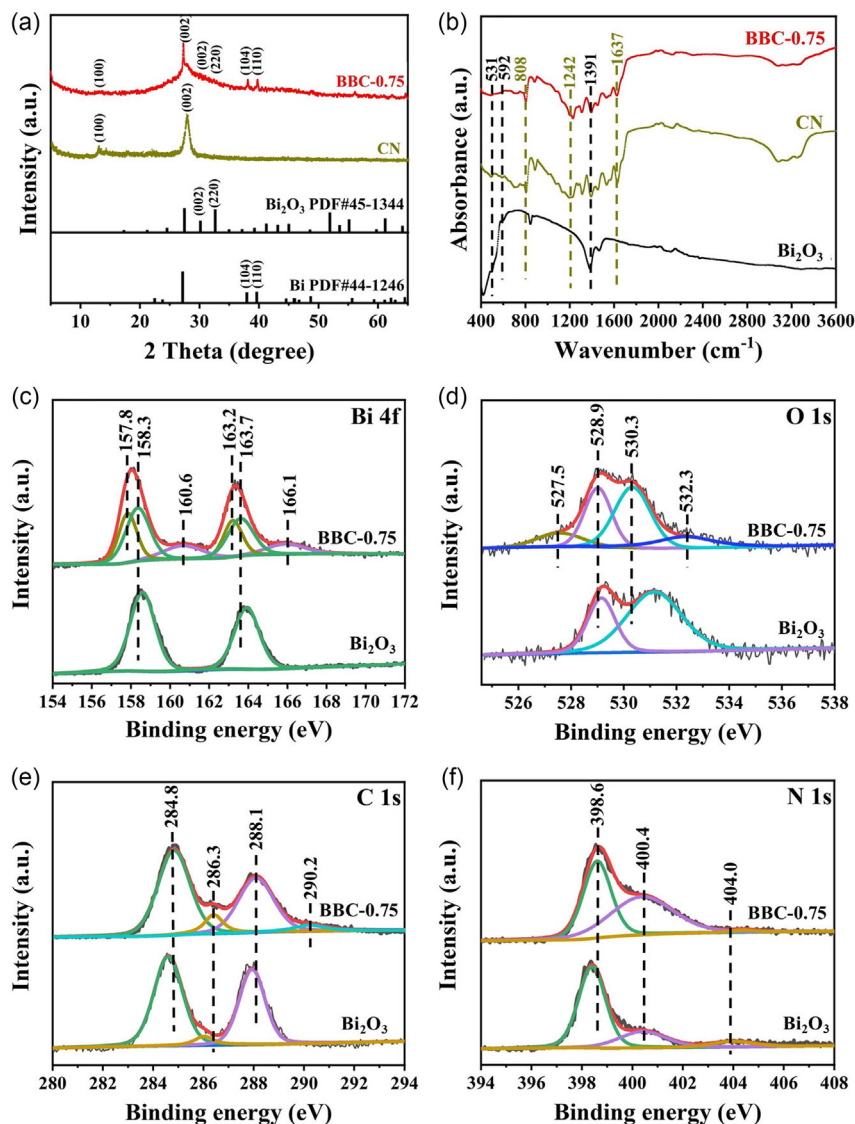 (a)
Intensity (a.u.)
(100)
(002)
(002)
(220)
(104)
(110)
BBC-0.75
(100)
(002)
CN
(002)
(220)
Bi₂O₃ PDF#45-1344
(104)
(110)
Bi PDF#44-1246
10 20 30 40 50 60
2 Theta (degree)
(b)
Absorbance (a.u.)
531
592
808
1242
1391
1637
BBC-0.75
CN
Bi₂O₃
400 800 1200 1600 2000 2400 2800 3200 3600
Wavenumber (cm⁻¹)
(c)
Intensity (a.u.)
Bi 4f
157.8
158.3
160.6
163.2
163.7
166.1
BBC-0.75
Bi₂O₃
154 156 158 160 162 164 166 168 170 172
Binding energy (eV)
(d)
Intensity (a.u.)
O 1s
527.5
528.9
530.3
532.3
BBC-0.75
Bi₂O₃
526 528 530 532 534 536 538
Binding energy (eV)
(e)
Intensity (a.u.)
C 1s
284.8
286.3
288.1
290.2
BBC-0.75
Bi₂O₃
280 282 284 286 288 290 292 294
Binding energy (eV)
(f)
Intensity (a.u.)
N 1s
398.6
400.4
404.0
BBC-0.75
Bi₂O₃
394 396 398 400 402 404 406 408
Binding energy (eV)